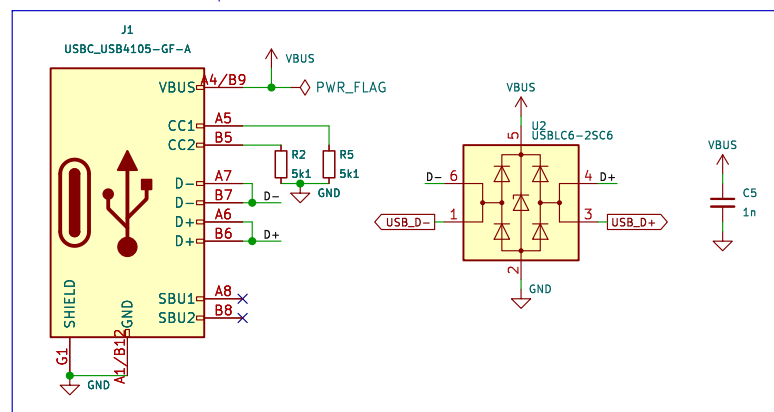 J1
USBC_USB4105-GF-A
VBUS
A4/B9
VBUS
PWR_FLAG
CC1
A5
CC2
B5
R2
5k1
R5
5k1
GND
D-
A7
D-
B7
D-
D+
A6
D+
B6
D+
SBU1
A8
SBU2
B8
SHIELD
GND
G1
A1/B12
GND
VBUS
U2
USBLC6-2SC6
5
D-
6
4
D+
USB_D-
1
3
USB_D+
2
GND
VBUS
C5
1n